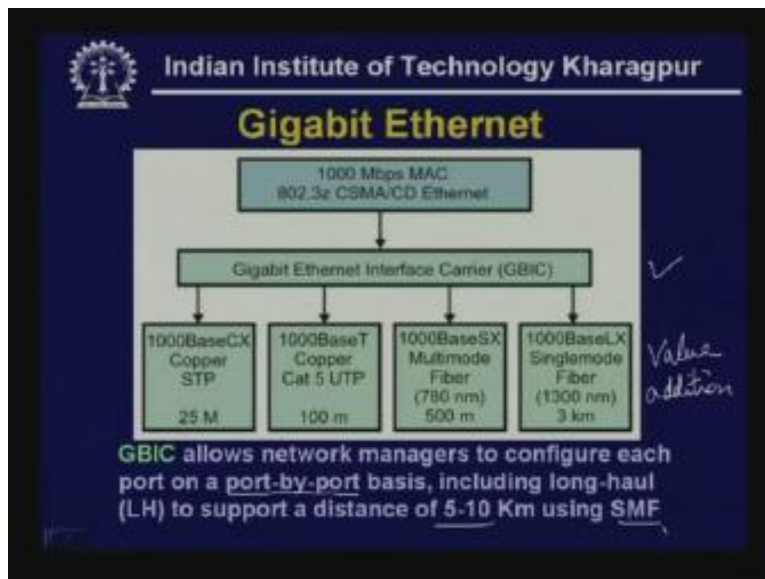 Indian Institute of Technology Kharagpur
Gigabit Ethernet
1000 Mbps MAC
802.3z CSMA/CD Ethernet
Gigabit Ethernet Interface Carrier (GBIC)
1000BaseCX
Copper
STP
25 M
1000BaseT
Copper
Cat 5 UTP
100 m
1000BaseSX
Multimode
Fiber
(780 nm)
500 m
1000BaseLX
Singlemode
Fiber
(1300 nm)
3 km
Value
addition
GBIC allows network managers to configure each
port on a port-by-port basis, including long-haul
(LH) to support a distance of 5-10 Km using SMF